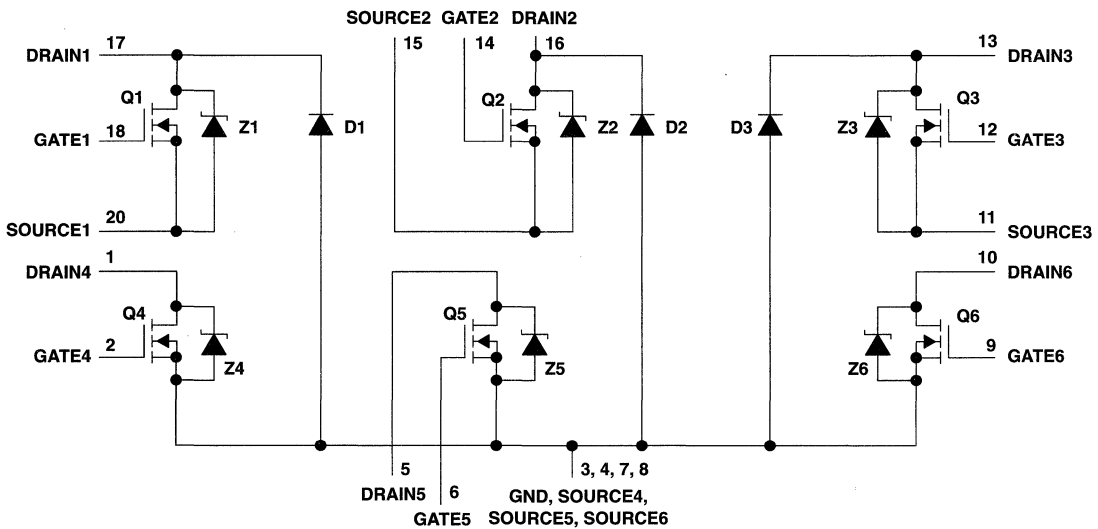 SOURCE2 GATE2 DRAIN2
15 14 16
17
DRAIN1
Q1
18
GATE1
Z1
D1
20
SOURCE1
Q2
Z2
D2
D3
13
DRAIN3
Q3
Z3
12
GATE3
11
SOURCE3
1
DRAIN4
Q4
2
GATE4
Z4
Q5
Z5
10
DRAIN6
Q6
Z6
9
GATE6
5
DRAIN5
6
GATE5
3, 4, 7, 8
GND, SOURCE4,
SOURCE5, SOURCE6